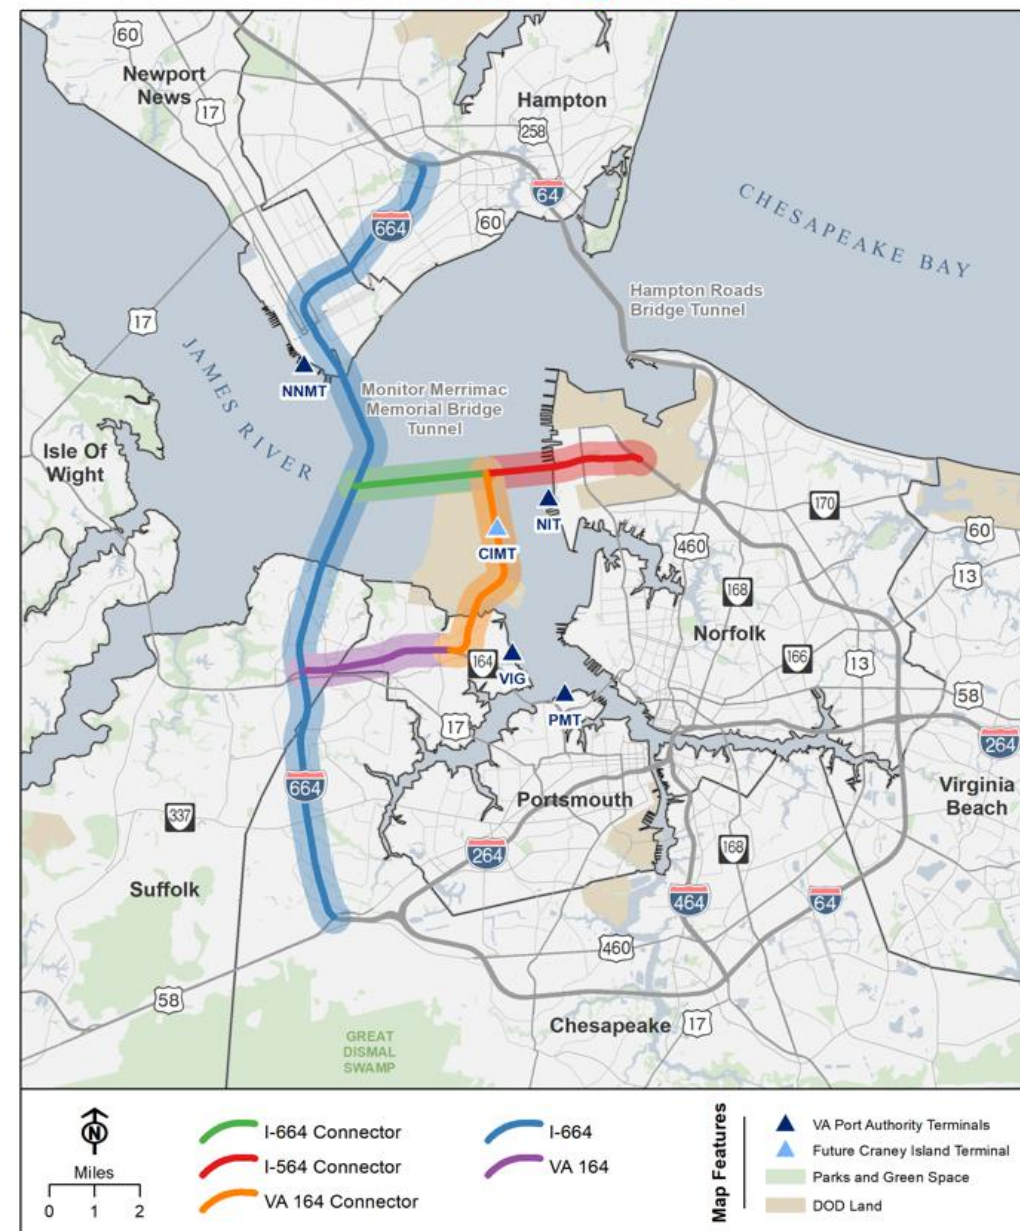 60
Newport
News
17
Hampton
258
64
60
664
CHESAPEAKE BAY
Hampton Roads
Bridge Tunnel
17
JAMES RIVER
NNMT
Monitor Merrimac
Memorial Bridge
Tunnel
Isle Of
Wight
NIT
170
CIMT
460
60
13
168
Norfolk
166
13
164
VIG
58
PMT
17
264
664
Portsmouth
Virginia
Beach
337
264
168
Suffolk
464
64
460
58
Chesapeake
17
GREAT
DISMAL
SWAMP
N
Miles
0 1 2
I-664 Connector
I-564 Connector
VA 164 Connector
I-664
VA 164
Map Features
VA Port Authority Terminals
Future Craney Island Terminal
Parks and Green Space
DOD Land